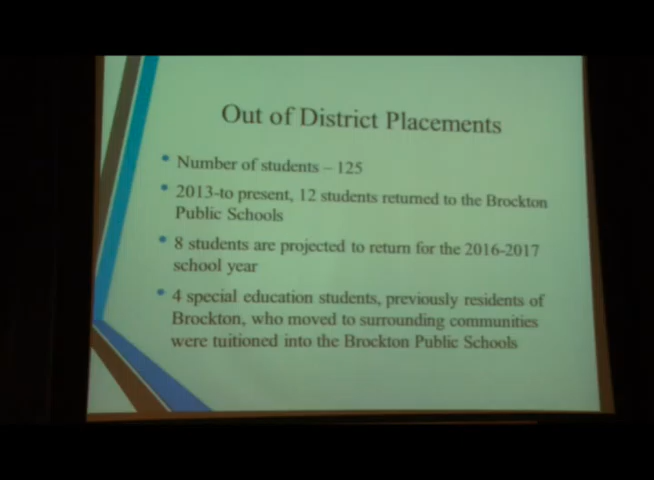 Out of District Placements
• Number of students – 125
• 2013-to present, 12 students returned to the Brockton
Public Schools
• 8 students are projected to return for the 2016-2017
school year
• 4 special education students, previously residents of
Brockton, who moved to surrounding communities
were tuitioned into the Brockton Public Schools